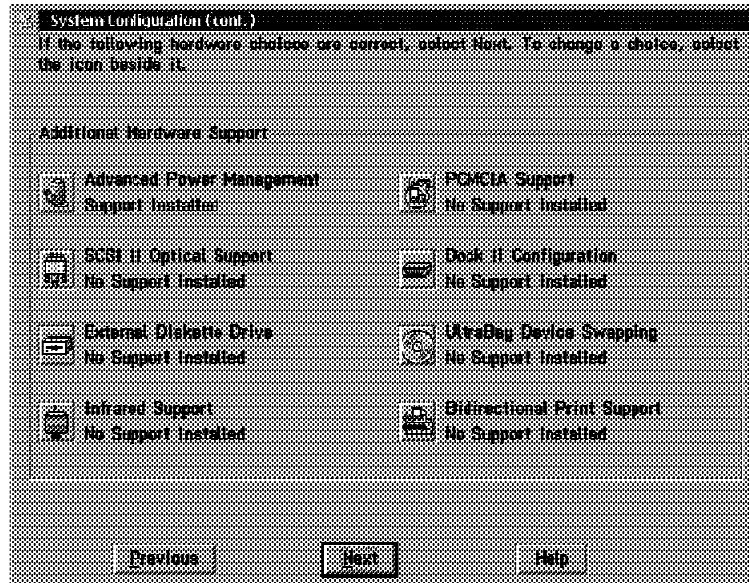 System Configuration (cont.)
If the following hardware choices are correct, select Next. To change a choice, select
the icon beside it.
Additional Hardware Support
Advanced Power Management
Support Installed
PCMCIA Support
No Support Installed
SCSI II Optical Support
No Support Installed
Dock II Configuration
No Support Installed
External Diskette Drive
No Support Installed
UltraBay Device Swapping
No Support Installed
Infrared Support
No Support Installed
Bidirectional Print Support
No Support Installed
Previous
Next
Help